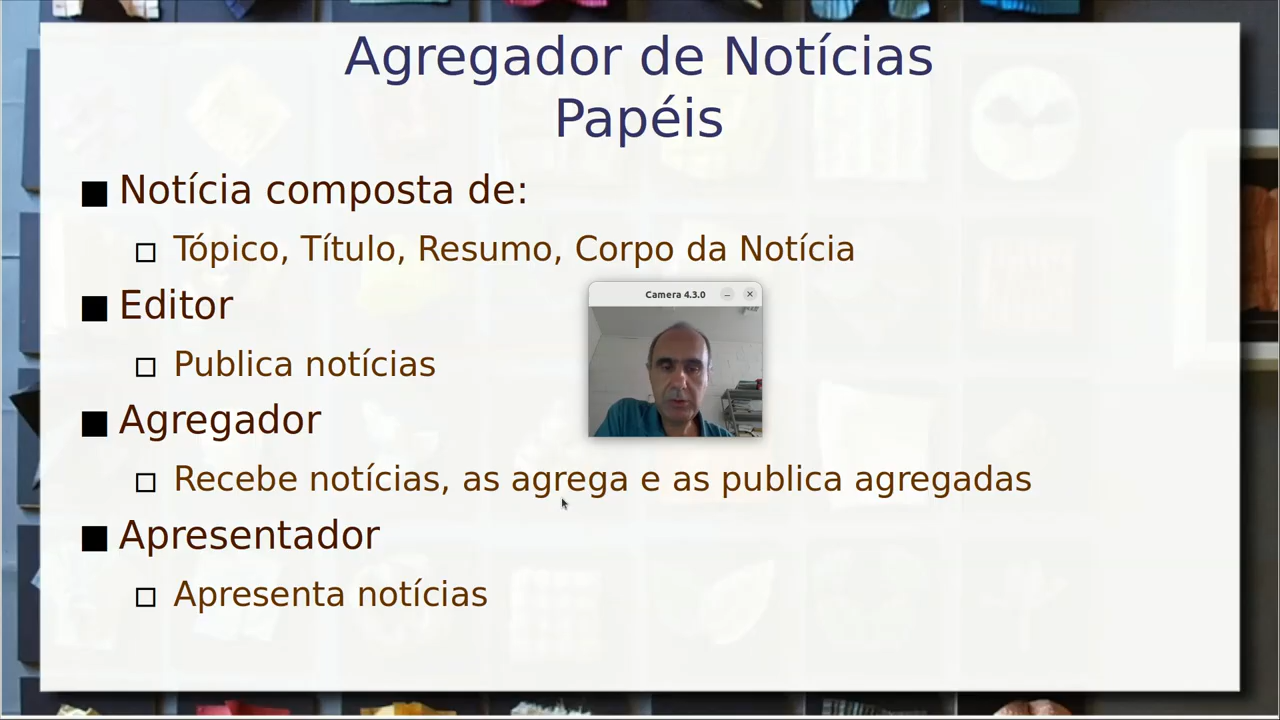 Agregador de Notícias
Papéis
Notícia composta de:
Tópico, Título, Resumo, Corpo da Notícia
Editor
Camera 4.3.0
Publica notícias
Agregador
Recebe notícias, as agrega e as publica agregadas
Apresentador
Apresenta notícias